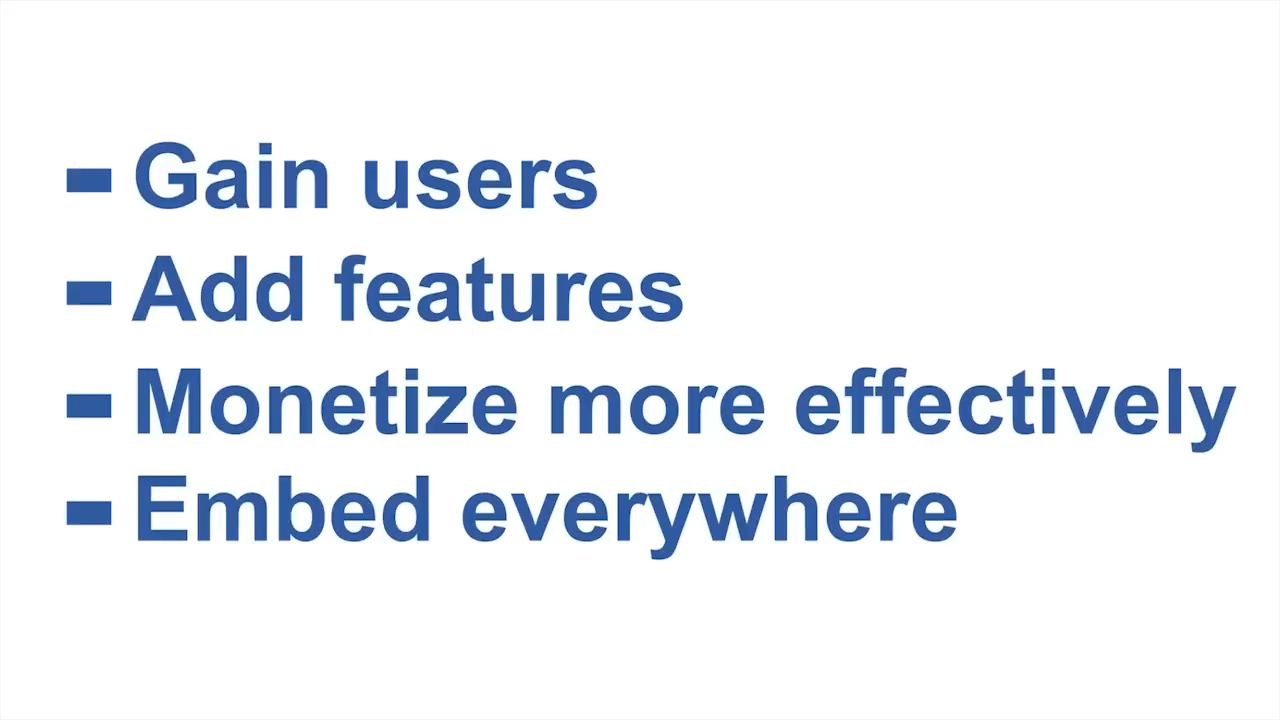 - Gain users
- Add features
- Monetize more effectively
- Embed everywhere